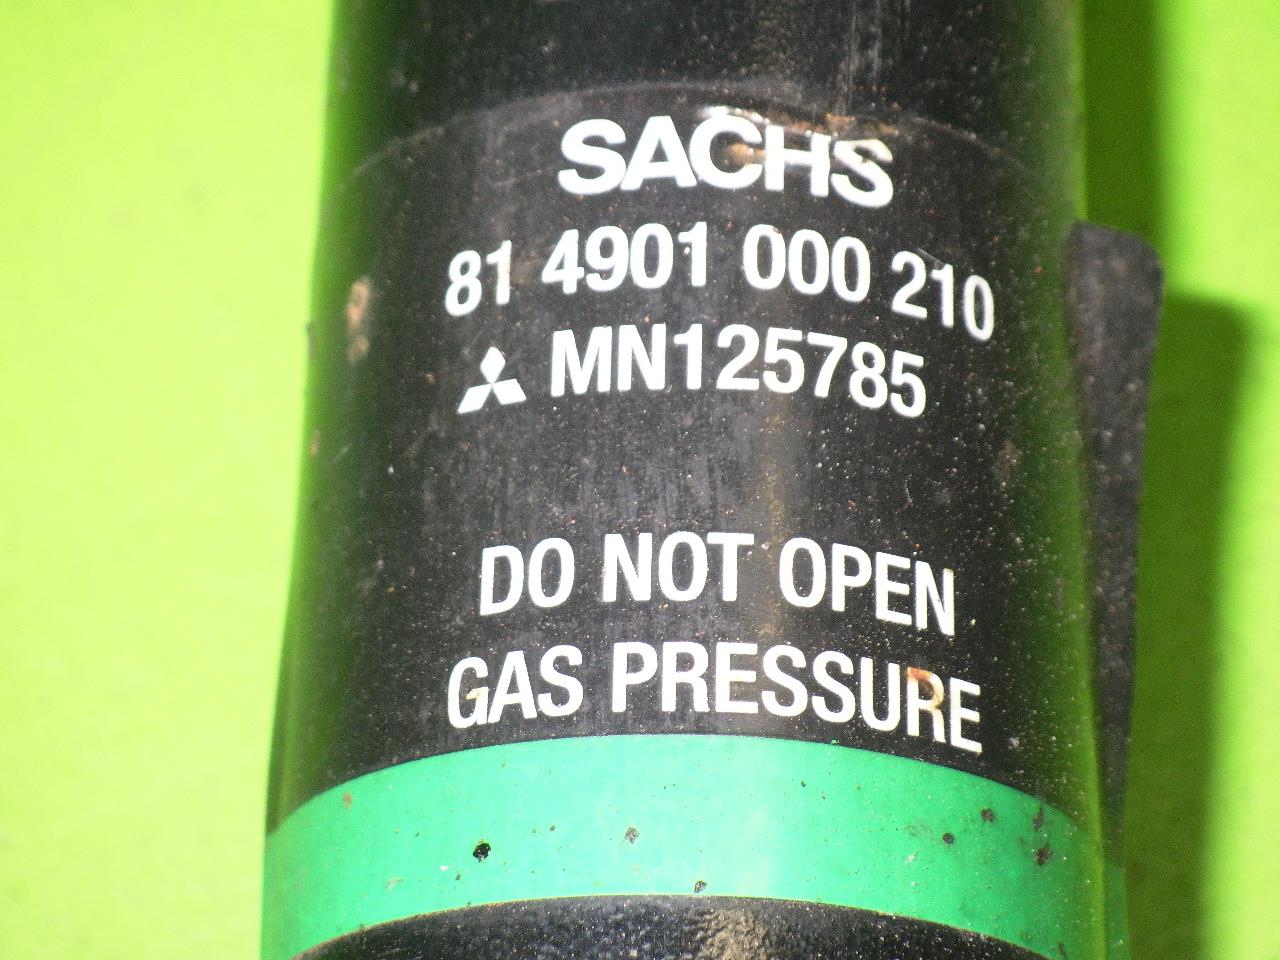 SACHS
81 4901 000 210
MN125785
DO NOT OPEN
GAS PRESSURE